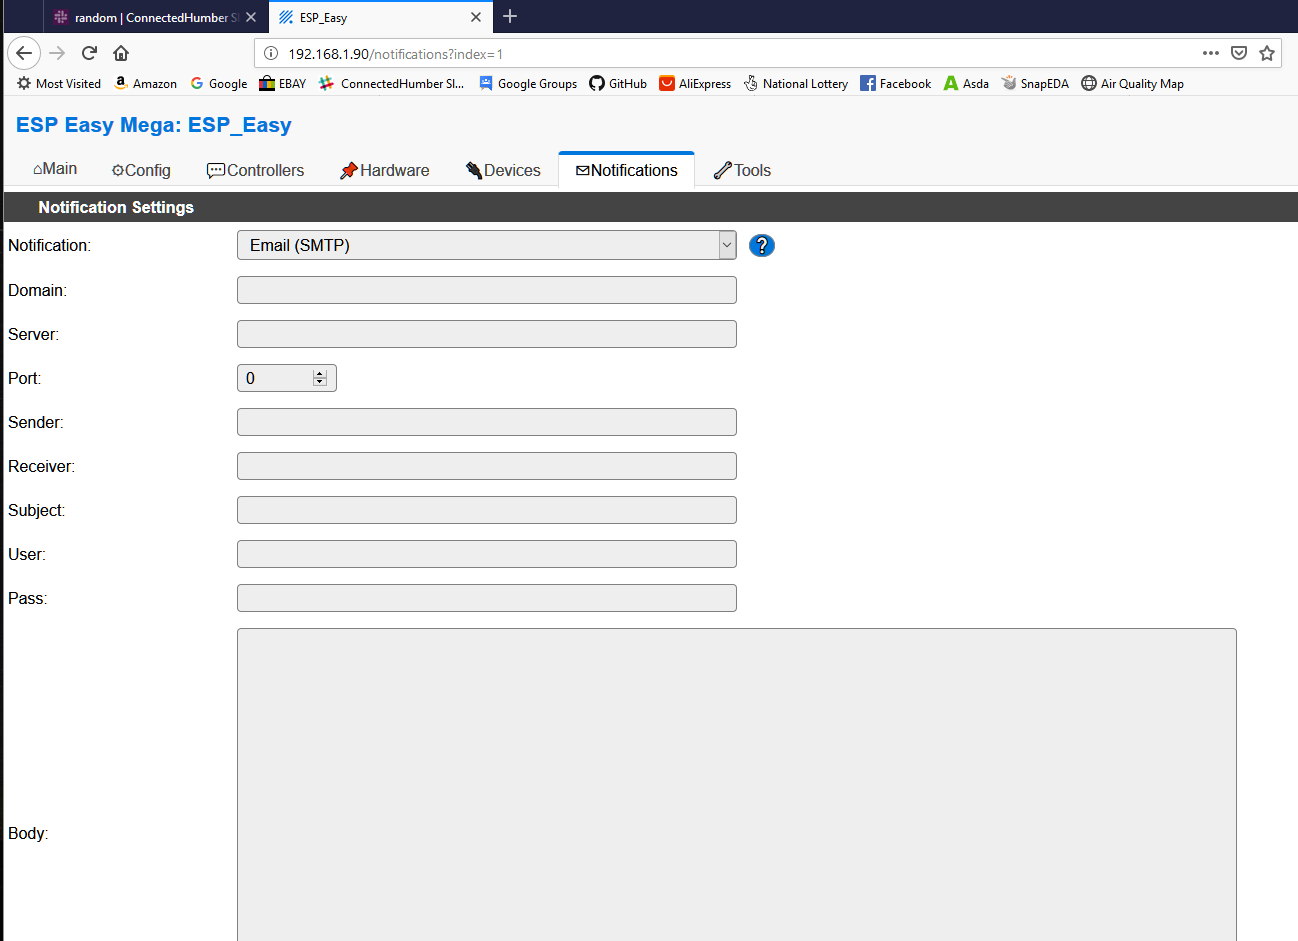 random | ConnectedHumber S
ESP_Easy
192.168.1.90/notifications?index=1
Most Visited Amazon Google EBAY ConnectedHumber Sl... Google Groups GitHub AliExpress National Lottery Facebook Asda SnapEDA Air Quality Map
ESP Easy Mega: ESP_Easy
Main Config Controllers Hardware Devices Notifications Tools
Notification Settings
Notification: Email (SMTP) ?
Domain:
Server:
Port: 0
Sender:
Receiver:
Subject:
User:
Pass:
Body: